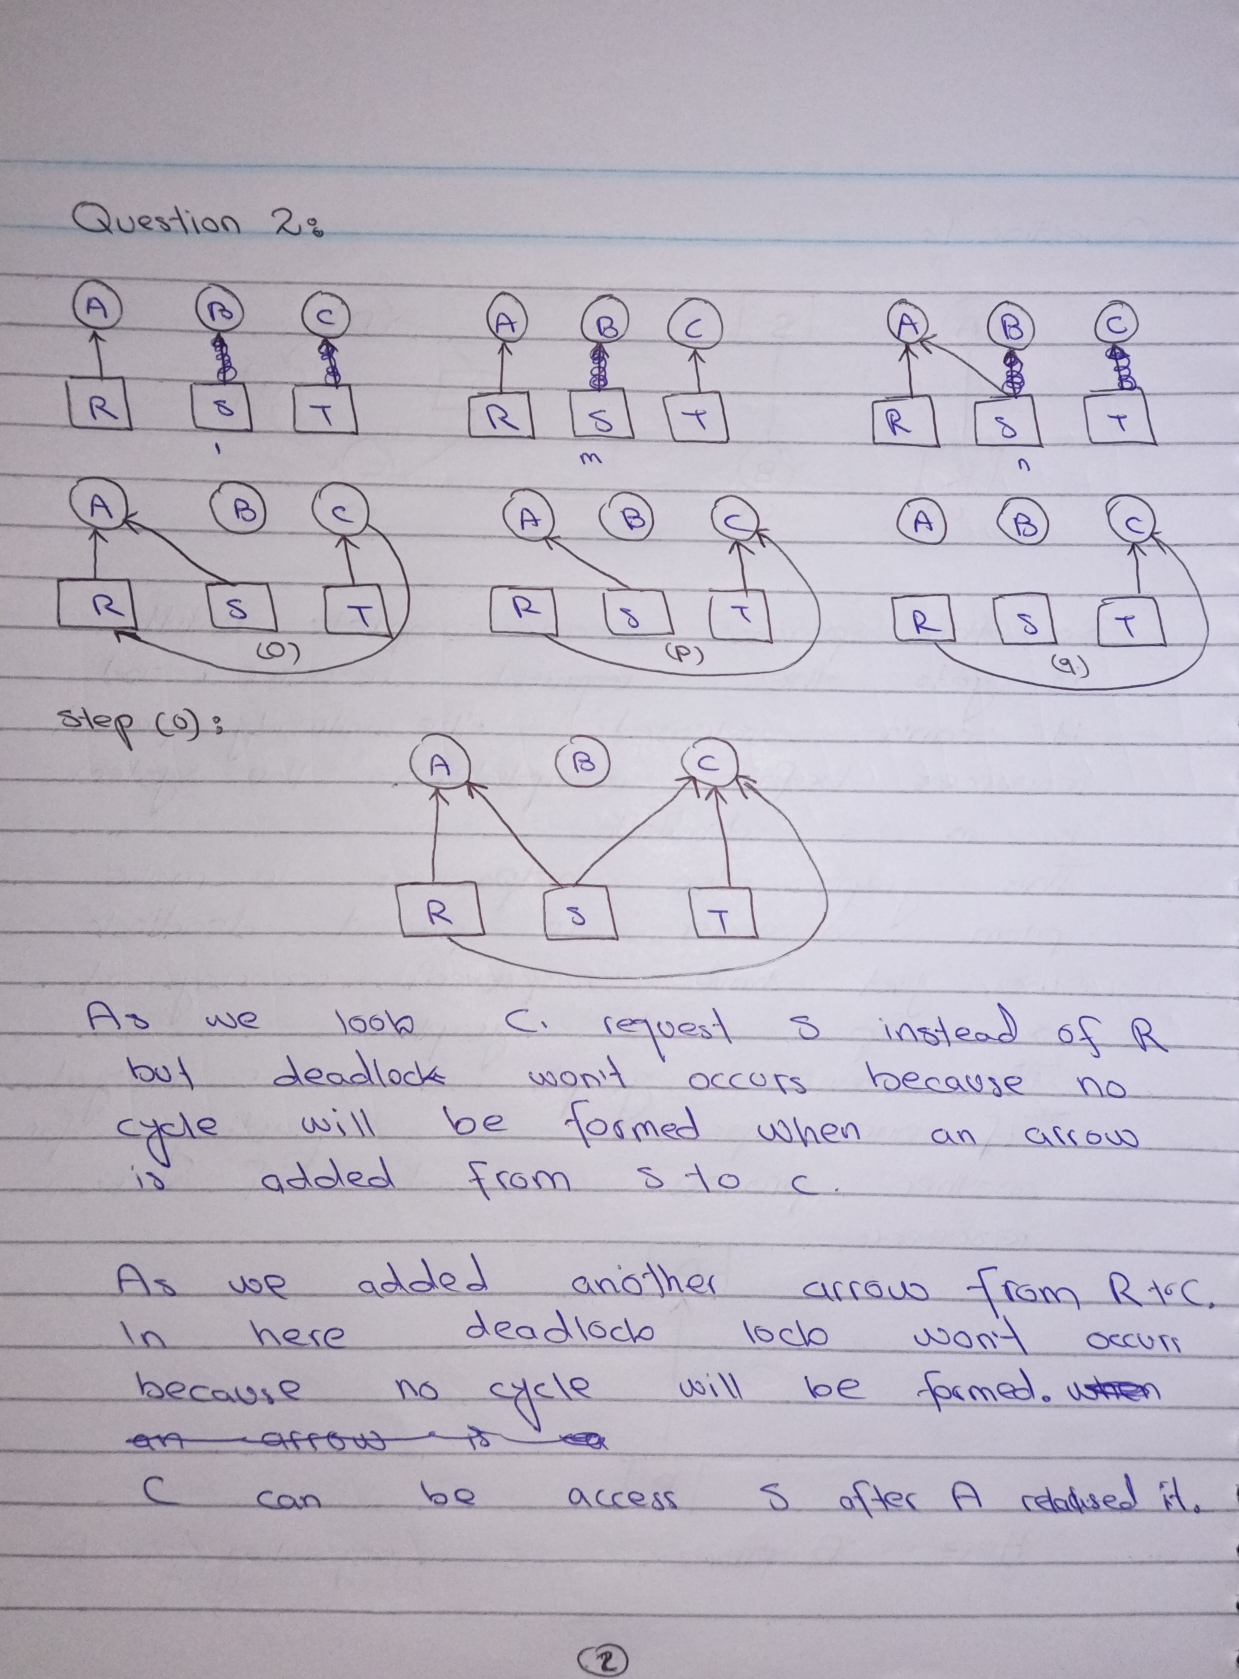 Question 2:
A B C A B C A B C
R S T R S T R S T
m n
A B C A B C A B C
R S T R S T R S T
(O) (P) (q)
step (o):
A B C
R S T
As we look C. request S instead of R
but deadlock won't occurs because no
cycle will be formed when an arrow
is added from S to C.
As we added another arrow from R to C.
In here deadlock lock won't occurs
because no cycle will be formed. when
an arrow is a
C can be access S after A relased it.
2